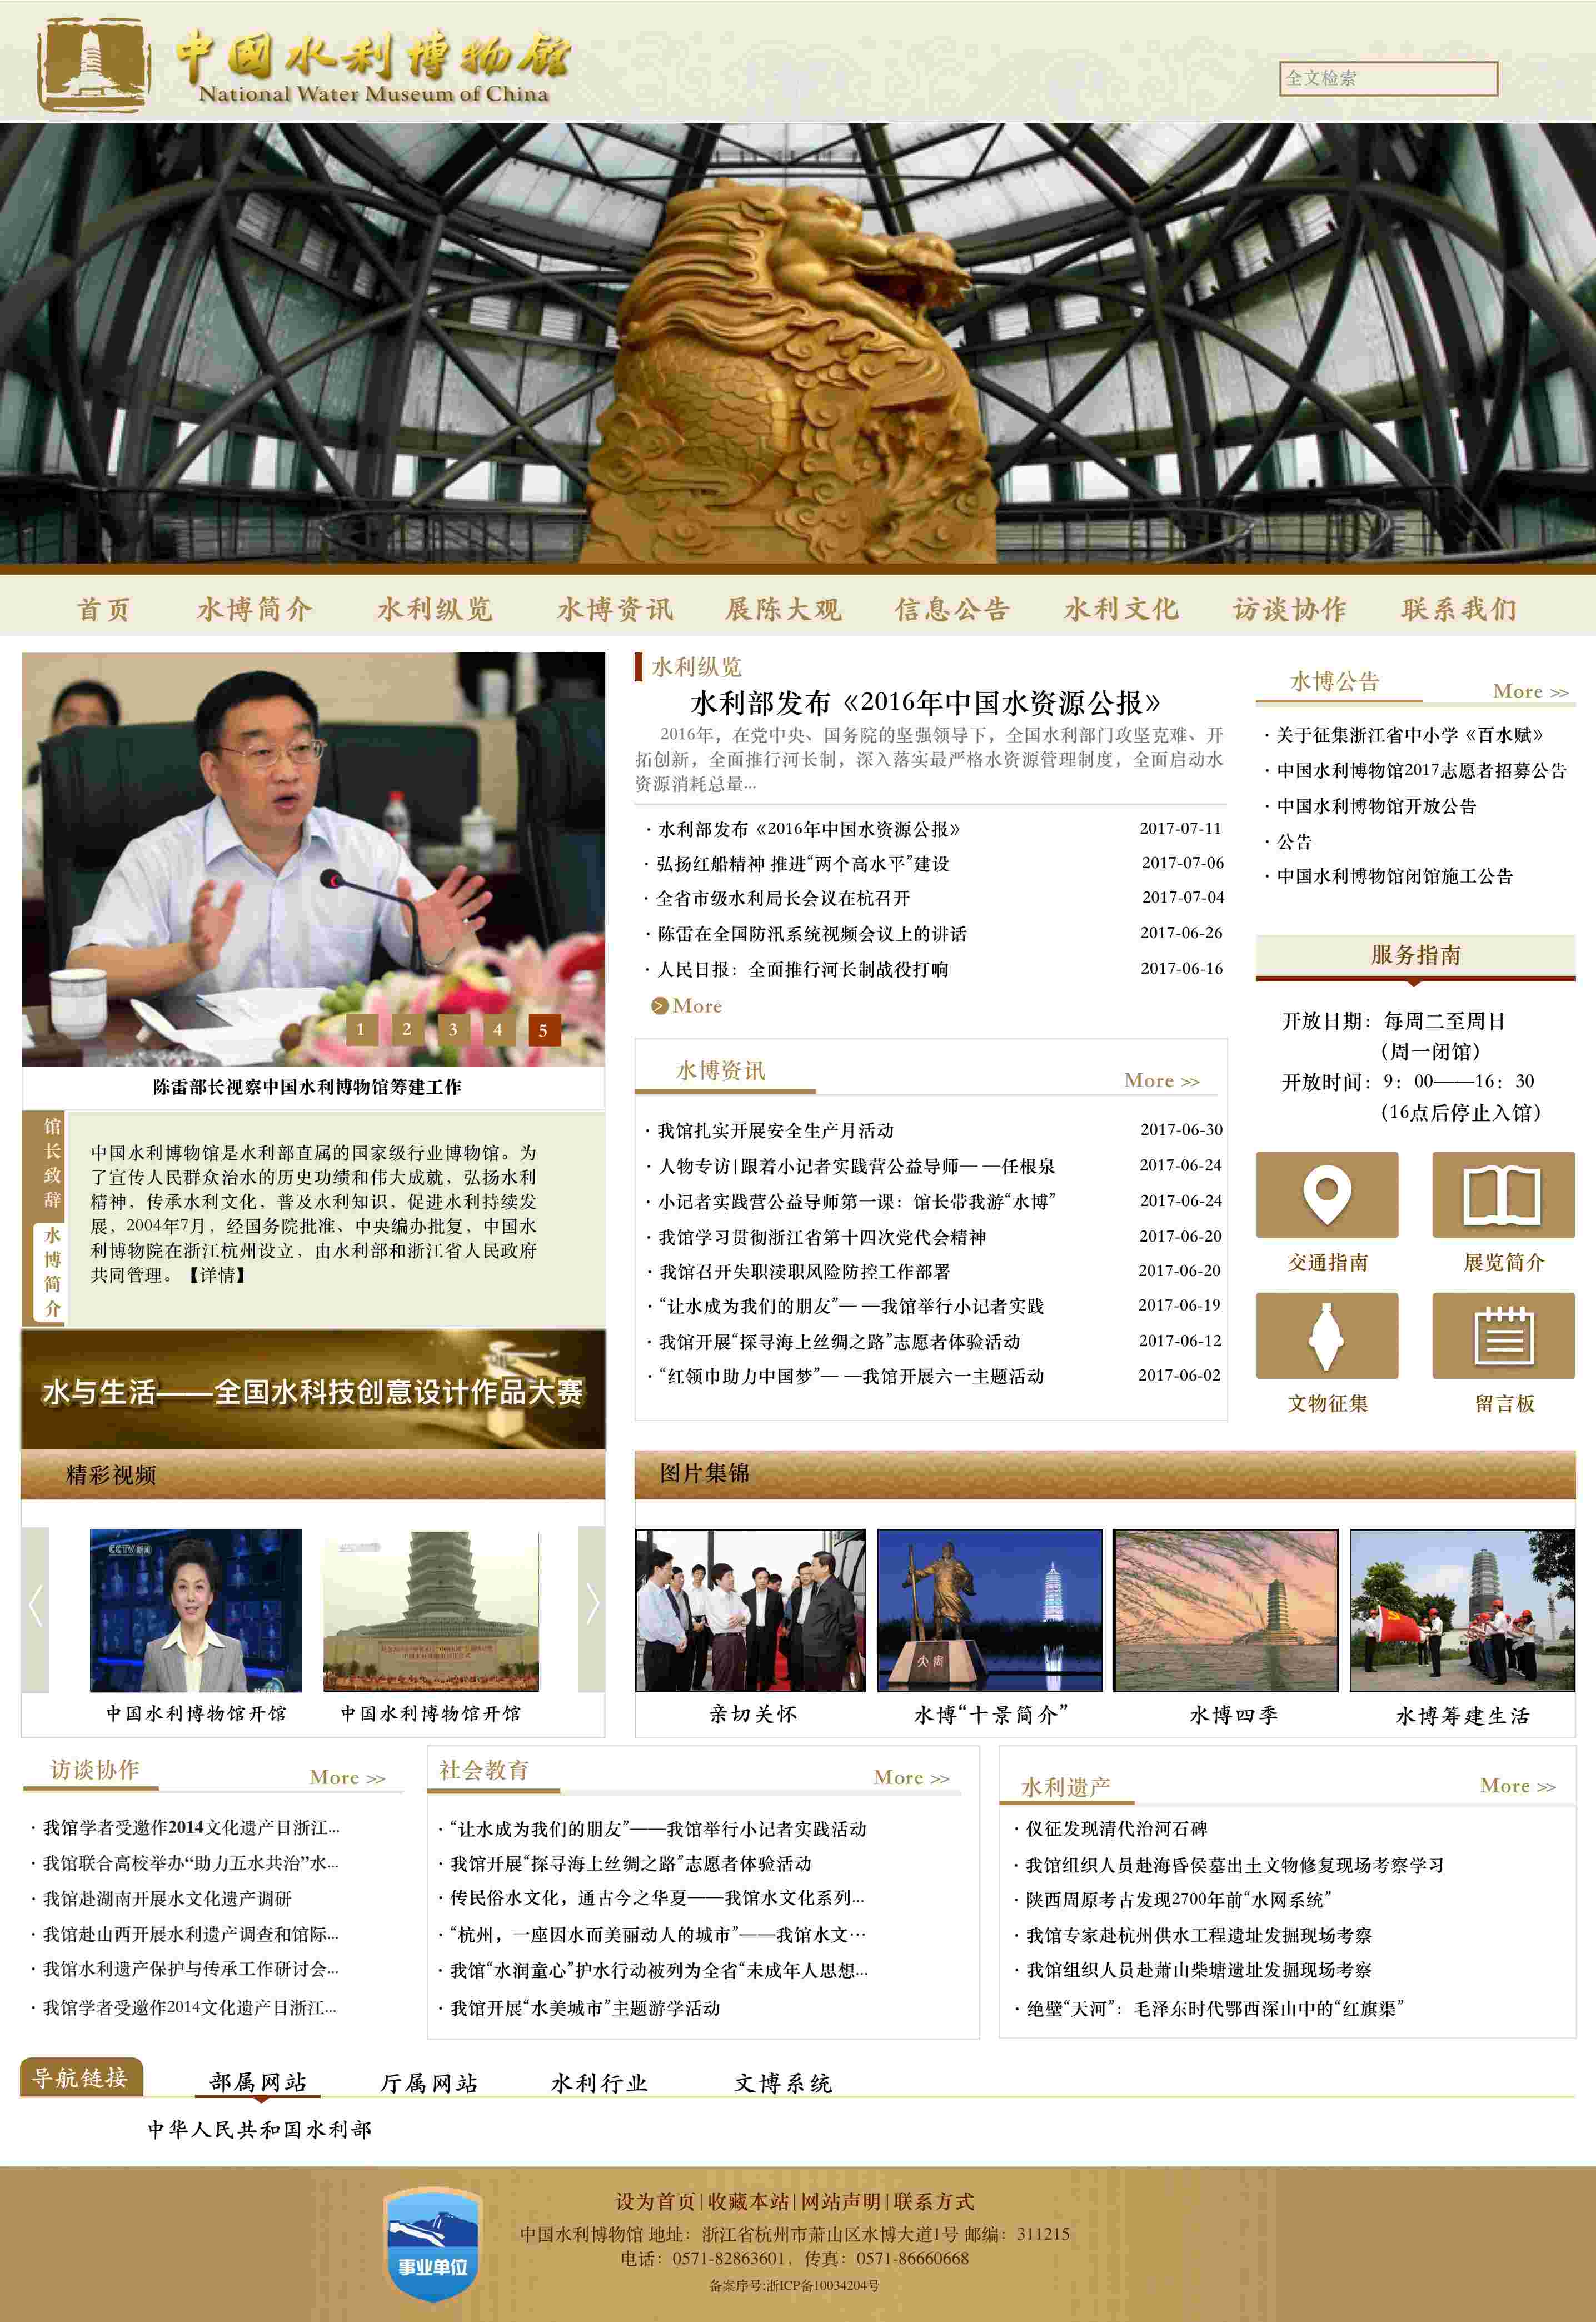 中国水利博物馆
National Water Museum of China
全文检索
首页 水博简介 水利纵览 水博资讯 展陈大观 信息公告 水利文化 访谈协作 联系我们
1 2 3 4 5
陈雷部长视察中国水利博物馆筹建工作
馆长致辞
水博简介
中国水利博物馆是水利部直属的国家级行业博物馆。为
了宣传人民群众治水的历史功绩和伟大成就，弘扬水利
精神，传承水利文化，普及水利知识，促进水利持续发
展，2004年7月，经国务院批准、中央编办批复，中国水
利博物院在浙江杭州设立，由水利部和浙江省人民政府
共同管理。【详情】
水与生活——全国水科技创意设计作品大赛
水利纵览
水利部发布《2016年中国水资源公报》
2016年，在党中央、国务院的坚强领导下，全国水利部门攻坚克难、开
拓创新，全面推行河长制，深入落实最严格水资源管理制度，全面启动水
资源消耗总量...
· 水利部发布《2016年中国水资源公报》 2017-07-11
· 弘扬红船精神 推进“两个高水平”建设 2017-07-06
· 全省市级水利局长会议在杭召开 2017-07-04
· 陈雷在全国防汛系统视频会议上的讲话 2017-06-26
· 人民日报：全面推行河长制战役打响 2017-06-16
> More
水博资讯 More >>
· 我馆扎实开展安全生产月活动 2017-06-30
· 人物专访|跟着小记者实践营公益导师— —任根泉 2017-06-24
· 小记者实践营公益导师第一课：馆长带我游“水博” 2017-06-24
· 我馆学习贯彻浙江省第十四次党代会精神 2017-06-20
· 我馆召开失职渎职风险防控工作部署 2017-06-20
· “让水成为我们的朋友”— —我馆举行小记者实践 2017-06-19
· 我馆开展“探寻海上丝绸之路”志愿者体验活动 2017-06-12
· “红领巾助力中国梦”— —我馆开展六一主题活动 2017-06-02
水博公告 More >>
· 关于征集浙江省中小学《百水赋》
· 中国水利博物馆2017志愿者招募公告
· 中国水利博物馆开放公告
· 公告
· 中国水利博物馆闭馆施工公告
服务指南
开放日期：每周二至周日
（周一闭馆）
开放时间：9：00——16：30
（16点后停止入馆）
交通指南 展览简介
文物征集 留言板
精彩视频
CCTV新闻
中国水利博物馆开馆 中国水利博物馆开馆
图片集锦
大禹
亲切关怀 水博“十景简介” 水博四季 水博筹建生活
访谈协作 More >>
· 我馆学者受邀作2014文化遗产日浙江...
· 我馆联合高校举办“助力五水共治”水...
· 我馆赴湖南开展水文化遗产调研
· 我馆赴山西开展水利遗产调查和馆际...
· 我馆水利遗产保护与传承工作研讨会...
· 我馆学者受邀作2014文化遗产日浙江...
社会教育 More >>
· “让水成为我们的朋友”——我馆举行小记者实践活动
· 我馆开展“探寻海上丝绸之路”志愿者体验活动
· 传民俗水文化，通古今之华夏——我馆水文化系列...
· “杭州，一座因水而美丽动人的城市”——我馆水文···
· 我馆“水润童心”护水行动被列为全省“未成年人思想...
· 我馆开展“水美城市”主题游学活动
水利遗产 More >>
· 仪征发现清代治河石碑
· 我馆组织人员赴海昏侯墓出土文物修复现场考察学习
· 陕西周原考古发现2700年前“水网系统”
· 我馆专家赴杭州供水工程遗址发掘现场考察
· 我馆组织人员赴萧山柴塘遗址发掘现场考察
· 绝壁“天河”：毛泽东时代鄂西深山中的“红旗渠”
导航链接 部属网站 厅属网站 水利行业 文博系统
中华人民共和国水利部
事业单位
设为首页|收藏本站|网站声明|联系方式
中国水利博物馆 地址：浙江省杭州市萧山区水博大道1号 邮编：311215
电话：0571-82863601，传真：0571-86660668
备案序号:浙ICP备10034204号